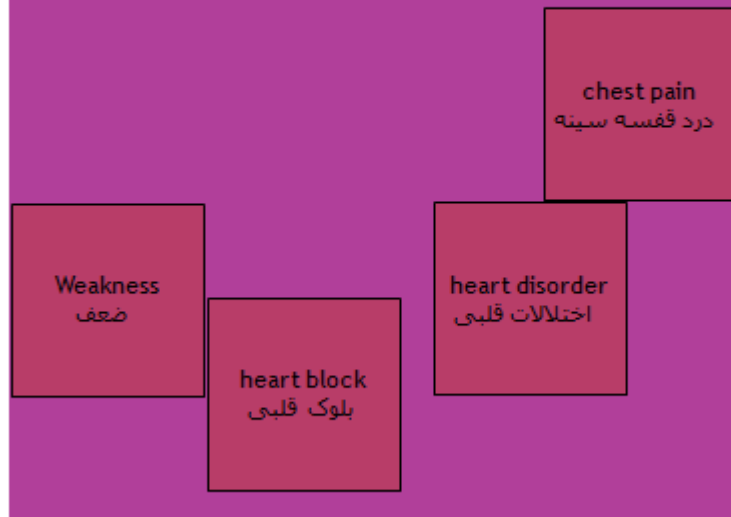 chest pain
درد قفسه سینه
Weakness
ضعف
heart disorder
اختلالات قلبی
heart block
بلوک قلبی